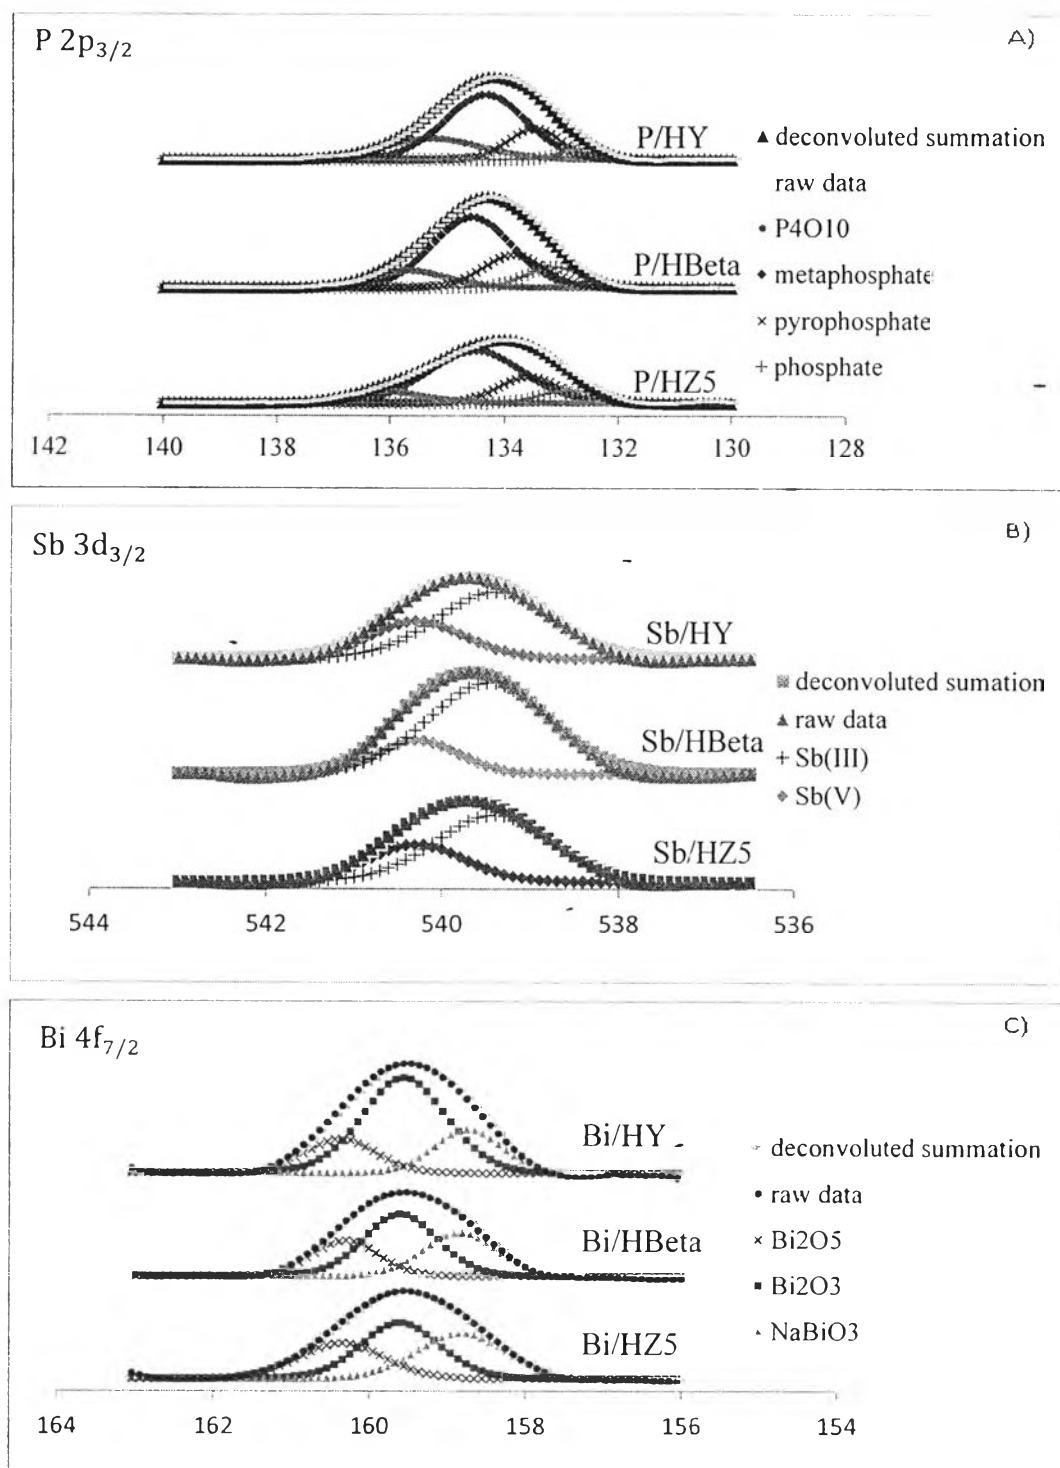 P 2p3/2
A)
P/HY
P/HBeta
P/HZ5
▲ deconvoluted summation
raw data
• P4O10
◆ metaphosphate
× pyrophosphate
+ phosphate
142 140 138 136 134 132 130 128
Sb 3d3/2
B)
Sb/HY
Sb/HBeta
Sb/HZ5
■ deconvoluted sumation
▲ raw data
+ Sb(III)
◆ Sb(V)
544 542 540 538 536
Bi 4f7/2
C)
Bi/HY
Bi/HBeta
Bi/HZ5
deconvoluted summation
• raw data
× Bi2O5
■ Bi2O3
▲ NaBiO3
164 162 160 158 156 154